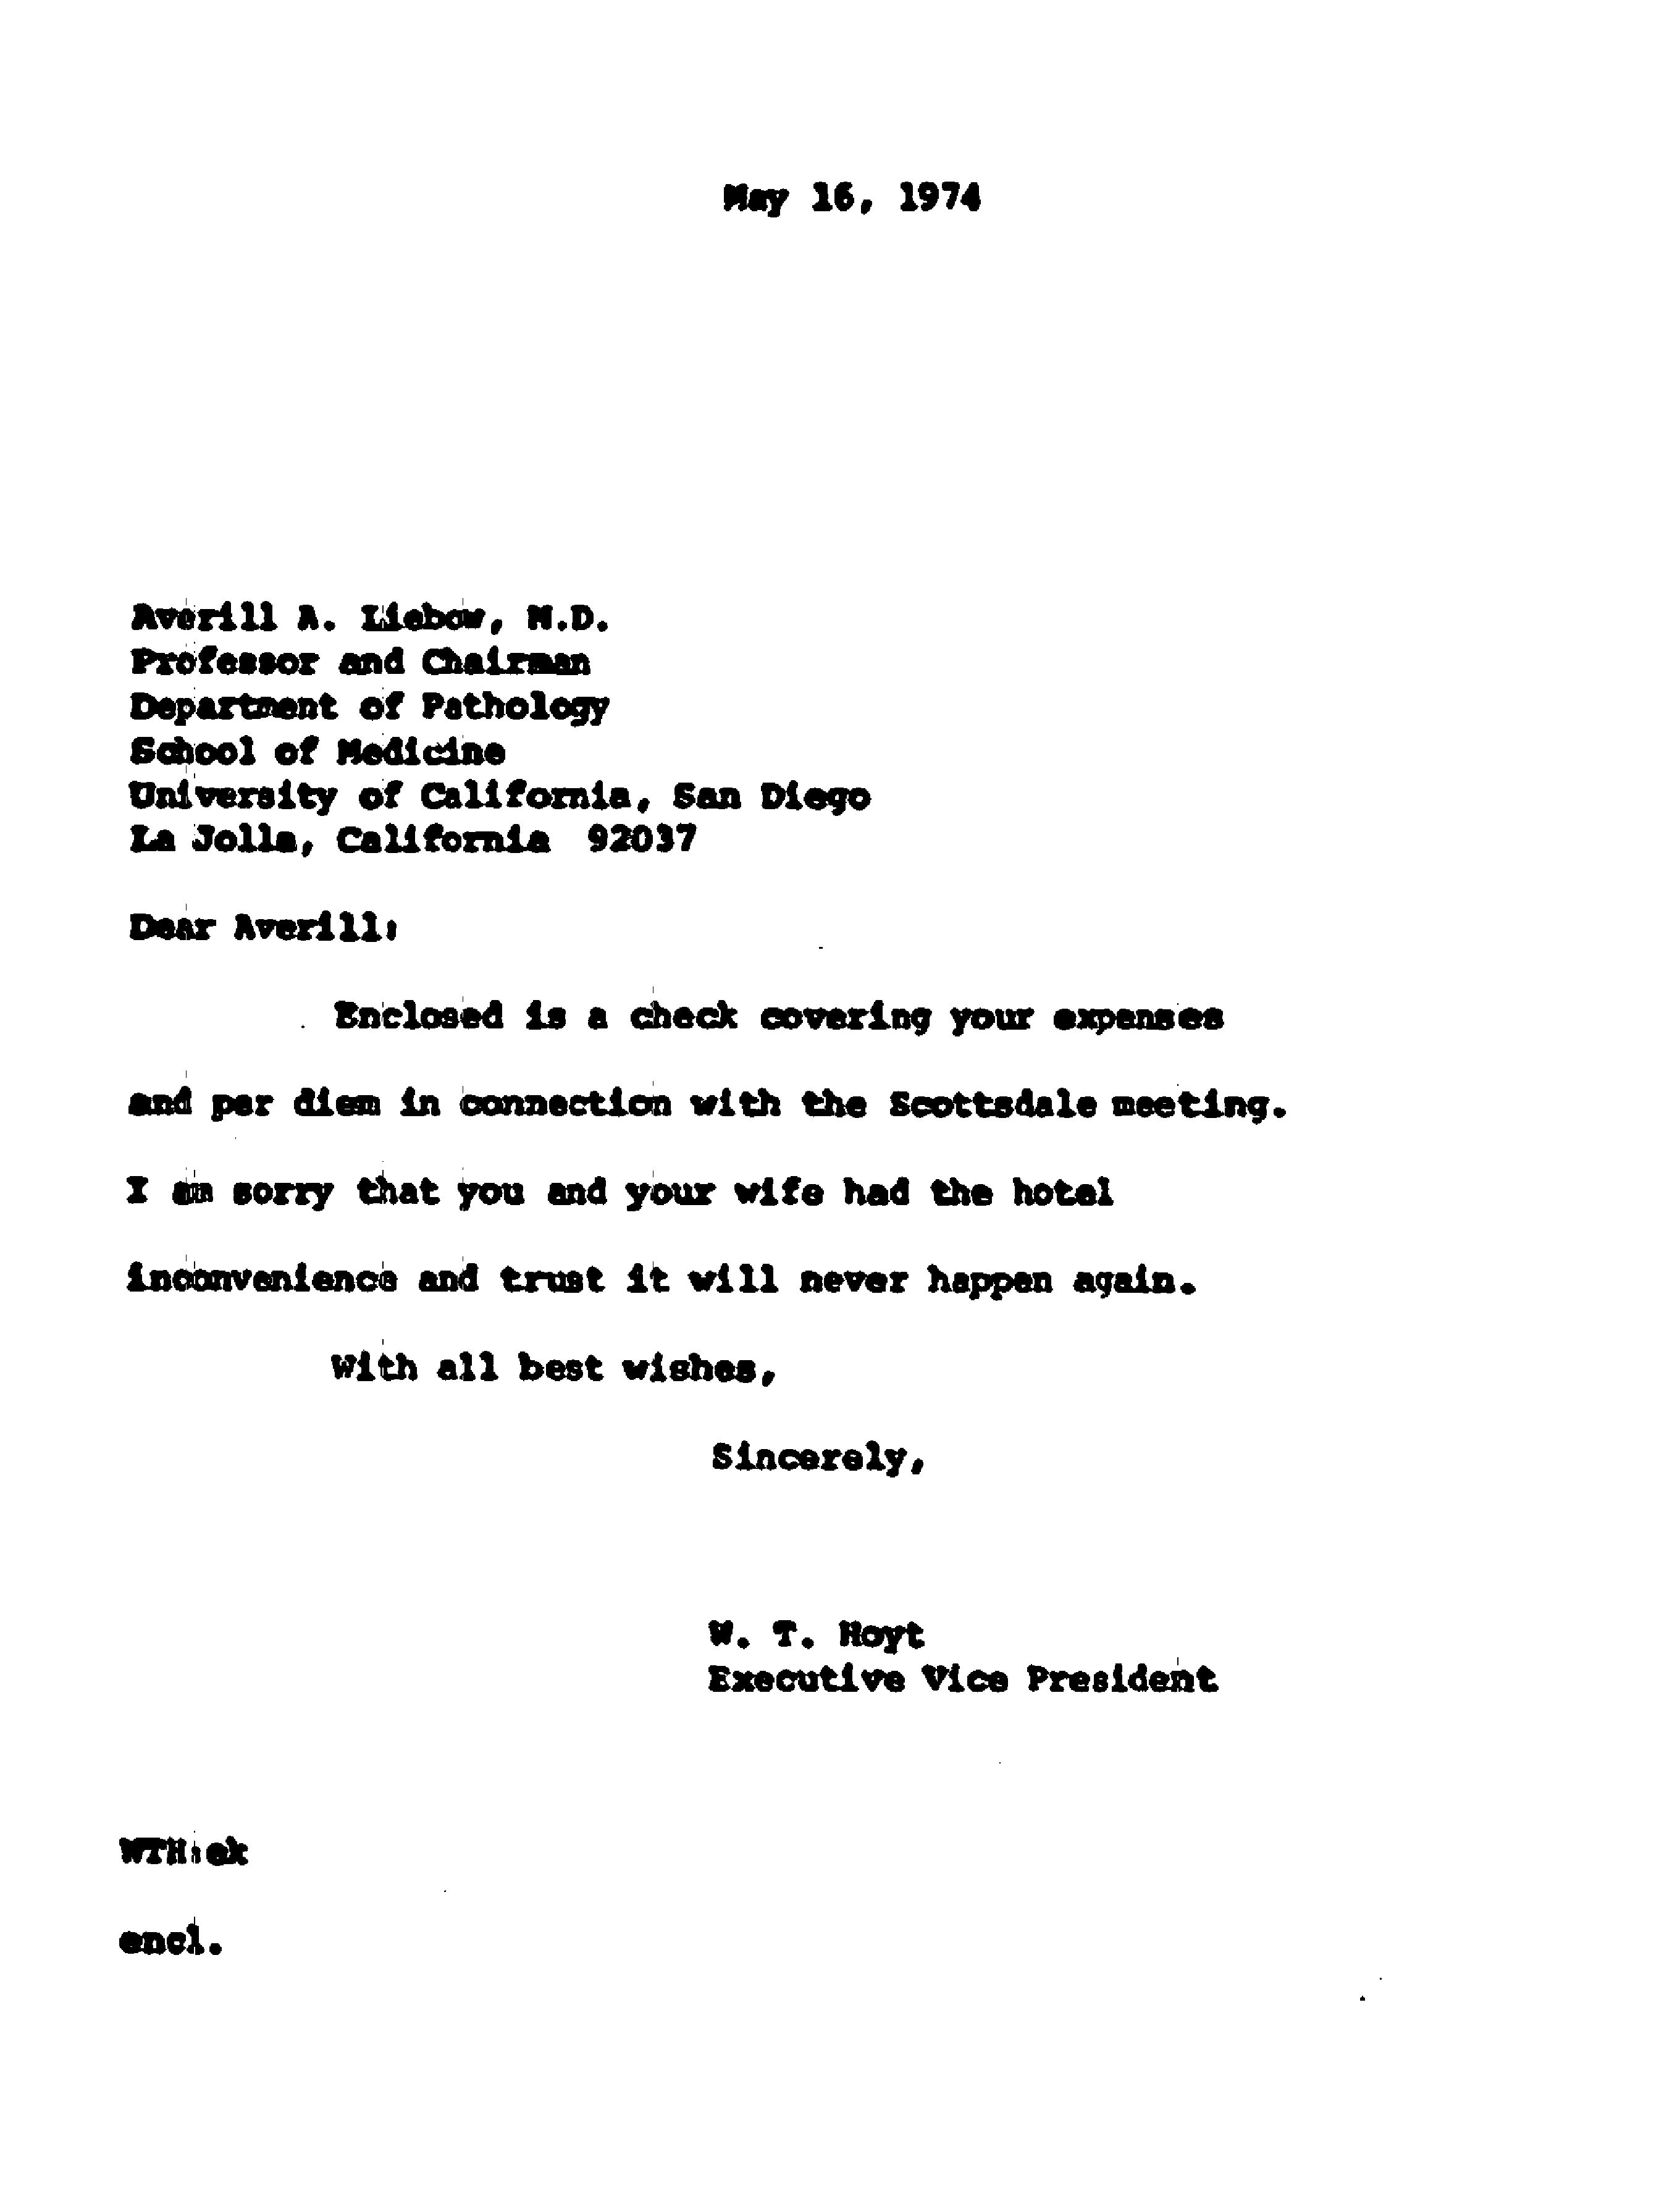 May 16, 1974
Averill A. Liebow, M.D.
Professor and Chairman
Department of Pathology
School of Medicine
University of California, San Diego
La Jolla, California 92037
Dear Averill:
Enclosed is a check covering your expenses
and per diem in connection with the Scottsdale meeting.
I am sorry that you and your wife had the hotel
inconvenience and trust it will never happen again.
With all best wishes,
Sincerely,
W. T. Hoyt
Executive Vice President
WTH:ek
encl.